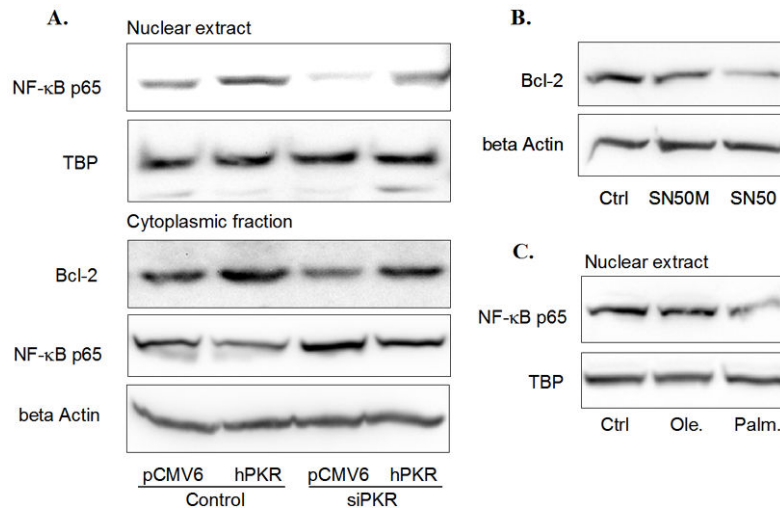 A.
Nuclear extract
NF-κB p65
TBP
Cytoplasmic fraction
Bcl-2
NF-κB p65
beta Actin
pCMV6 hPKR pCMV6 hPKR
Control siPKR
B.
Bcl-2
beta Actin
Ctrl SN50M SN50
C.
Nuclear extract
NF-κB p65
TBP
Ctrl Ole. Palm.